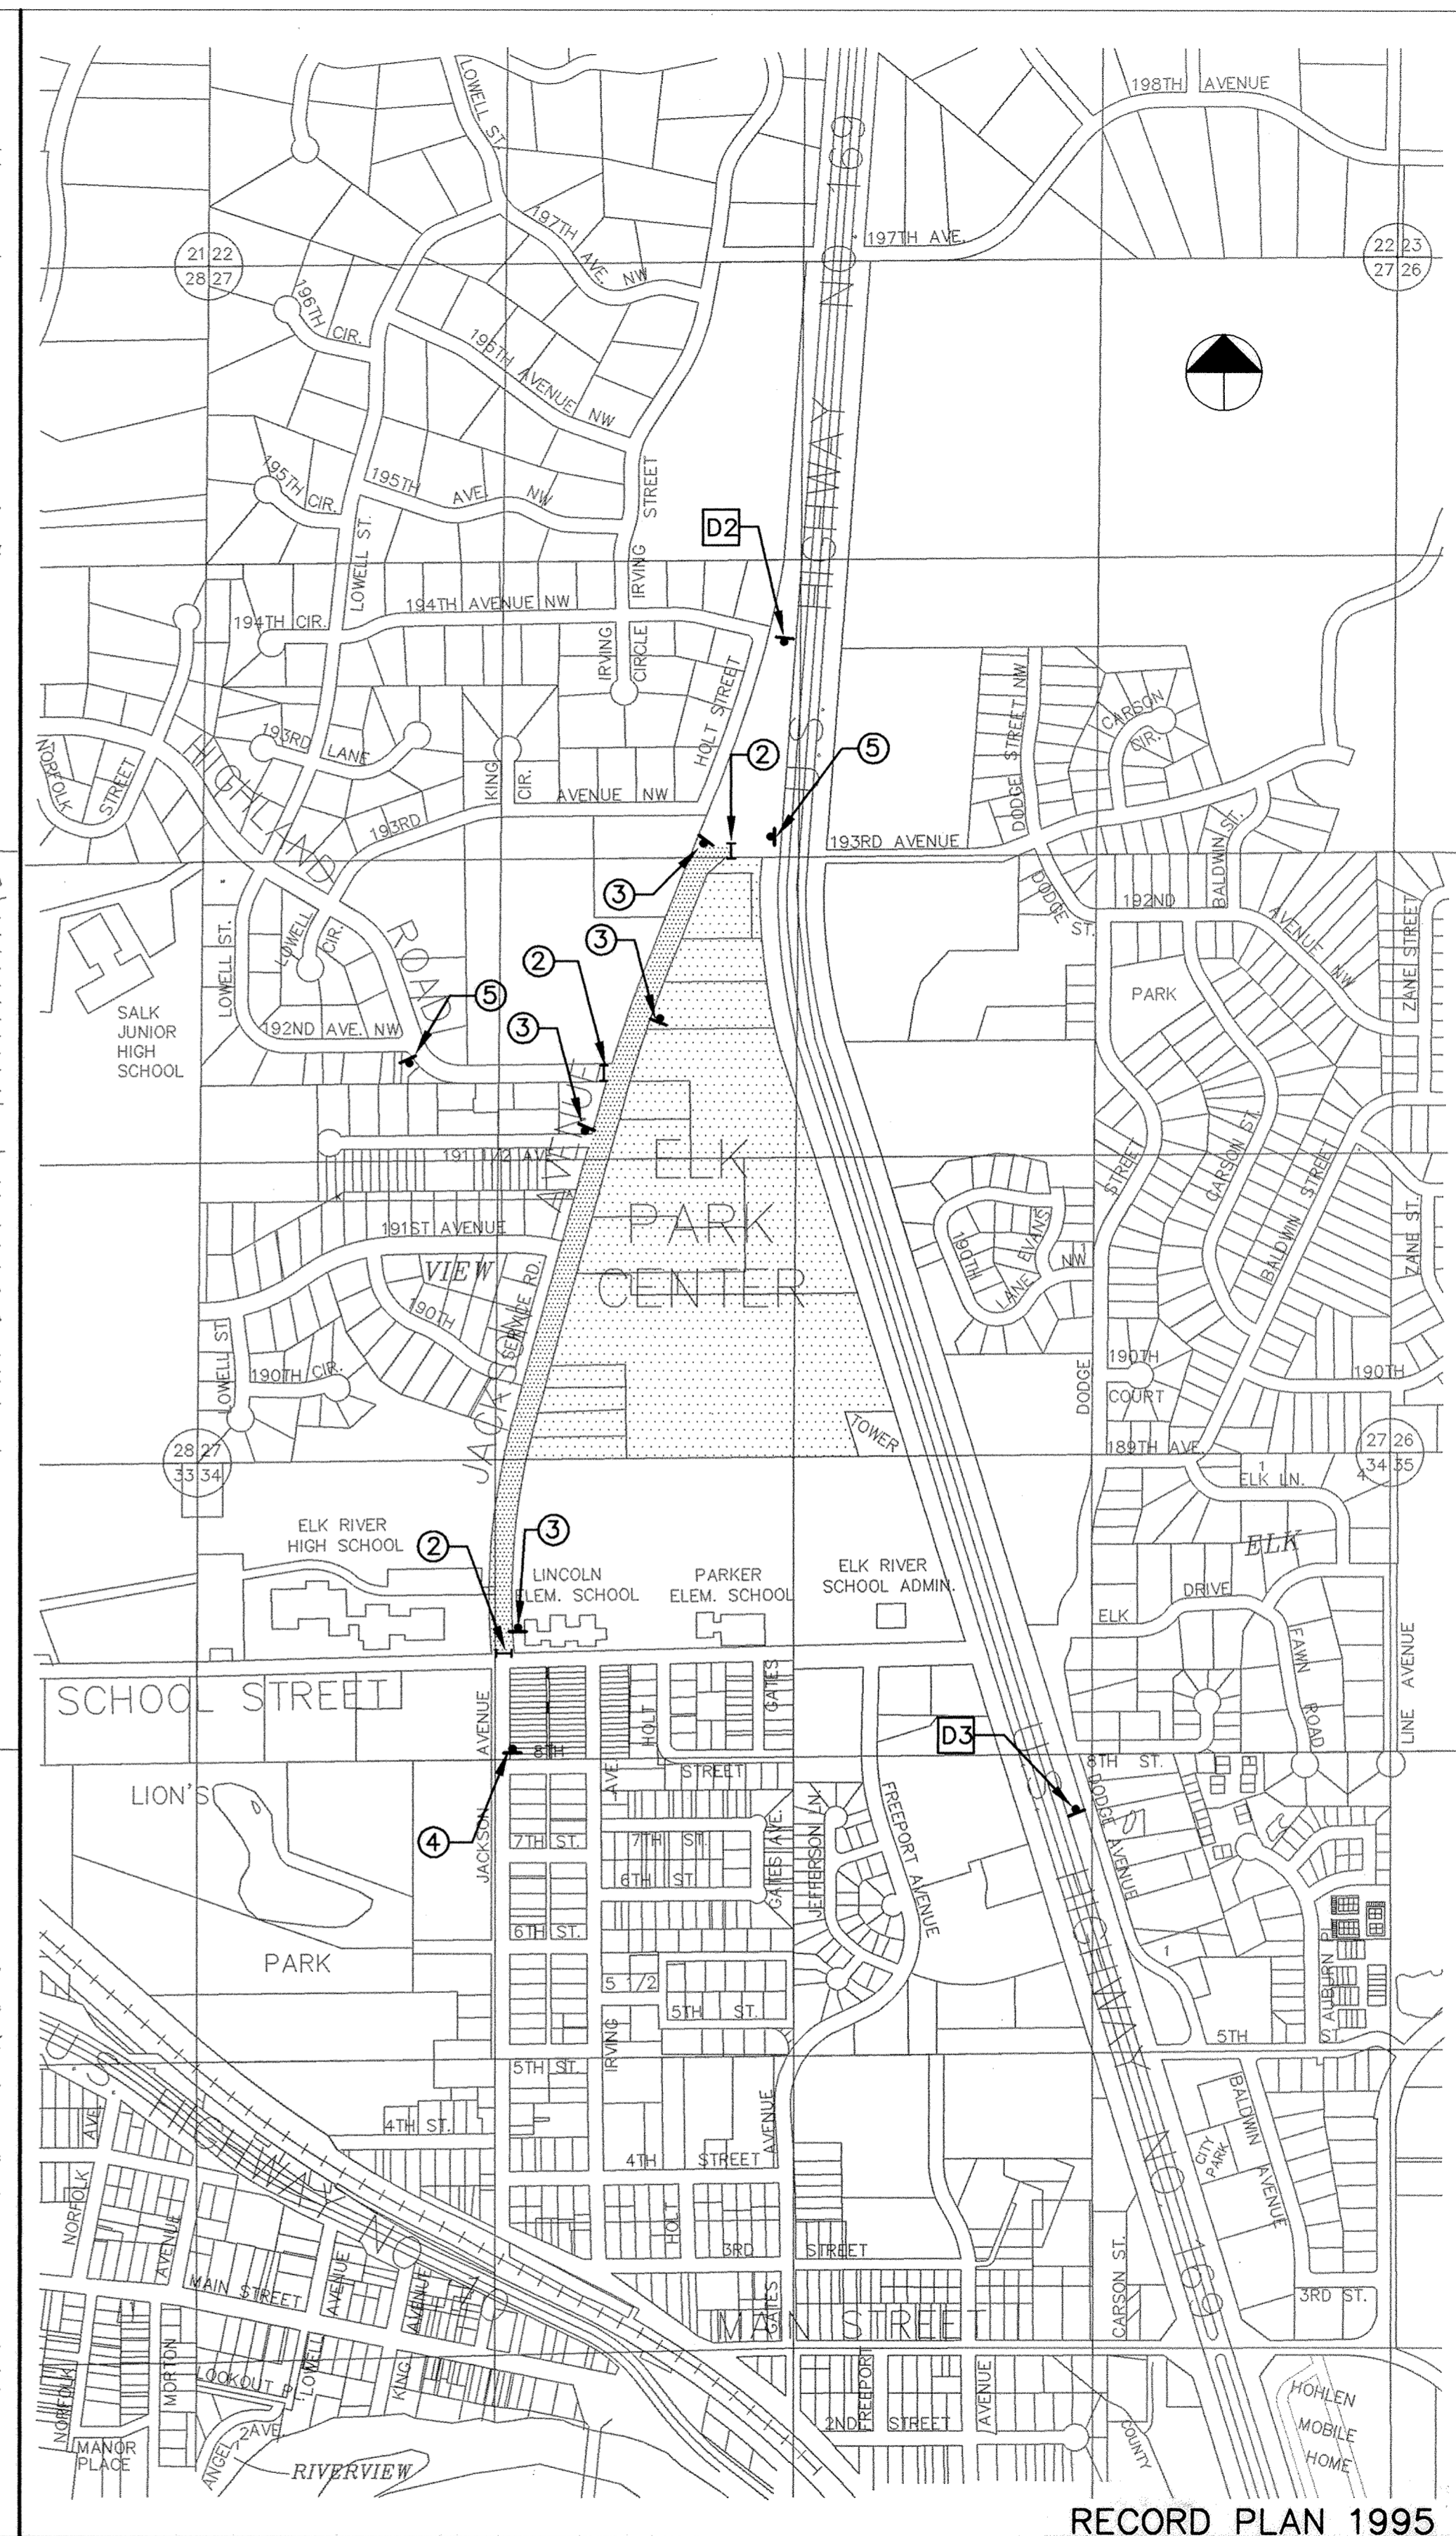 LOWELL ST.
198TH AVENUE
197TH AVE. NW
197TH AVE.
21 22
28 27
22 23
27 26
196TH CIR.
196TH AVENUE NW
195TH CIR.
195TH AVE. NW
STREET
LOWELL ST.
IRVING
D2
U.S. HIGHWAY NO. 169
194TH CIR.
194TH AVENUE NW
IRVING CIRCLE
HOLT STREET
DODGE STREET NW
CARSON CIR.
NORFOLK STREET
HIGHLAND ROAD
193RD LANE
KING CIR.
193RD AVENUE NW
2
5
3
193RD AVENUE
BALDWIN ST.
DODGE ST.
192ND AVENUE NW
ZANE STREET
LOWELL ST.
LOWELL CIR.
SALK
JUNIOR
HIGH
SCHOOL
192ND AVE. NW
5
2
3
3
PARK
191 1/2 AVE
191ST AVENUE
VIEW
190TH
SERVICE RD.
JACKSON AVENUE
ELK
PARK
CENTER
190TH LANE
EVANS
NW
1
STREET
CARSON ST.
BALDWIN STREET
ZANE ST.
LOWELL ST
190TH CIR.
TOWER
DODGE
190TH
COURT
190TH
189TH AVE.
28 27
33 34
27 26
34 35
1
4
ELK LN.
ELK
ELK RIVER
HIGH SCHOOL
2
3
LINCOLN
ELEM. SCHOOL
PARKER
ELEM. SCHOOL
ELK RIVER
SCHOOL ADMIN.
ELK DRIVE
FAWN ROAD
LINE AVENUE
SCHOOL STREET
JACKSON AVENUE
8TH STREET
HOLT
GATES
D3
8TH ST.
DODGE AVENUE
LION'S
PARK
4
7TH ST.
7TH ST.
6TH ST.
6TH ST.
AVE.
GATES AVE.
JEFFERSON LN.
FREEPORT AVENUE
5 1/2
5TH ST.
IRVING
5TH ST.
4TH ST.
4TH STREET
AVENUE
1
AUBURN PL
5TH ST
BALDWIN AVENUE
CITY
PARK
U.S. HIGHWAY NO. 10
U.S. HIGHWAY NO. 169
AVE.
NORFOLK
AVENUE
MAIN STREET
AVENUE
AVENUE
HOLT
3RD STREET
GATES
MAIN STREET
CARSON ST.
3RD ST.
NORFOLK
MORTON
LOOKOUT P
LOWELL
KING
FREEPORT
AVENUE
2ND STREET
COUNTY
HOHLEN
MOBILE
HOME
MANOR
PLACE
ANGEL
2
AVE
RIVERVIEW
RECORD PLAN 1995